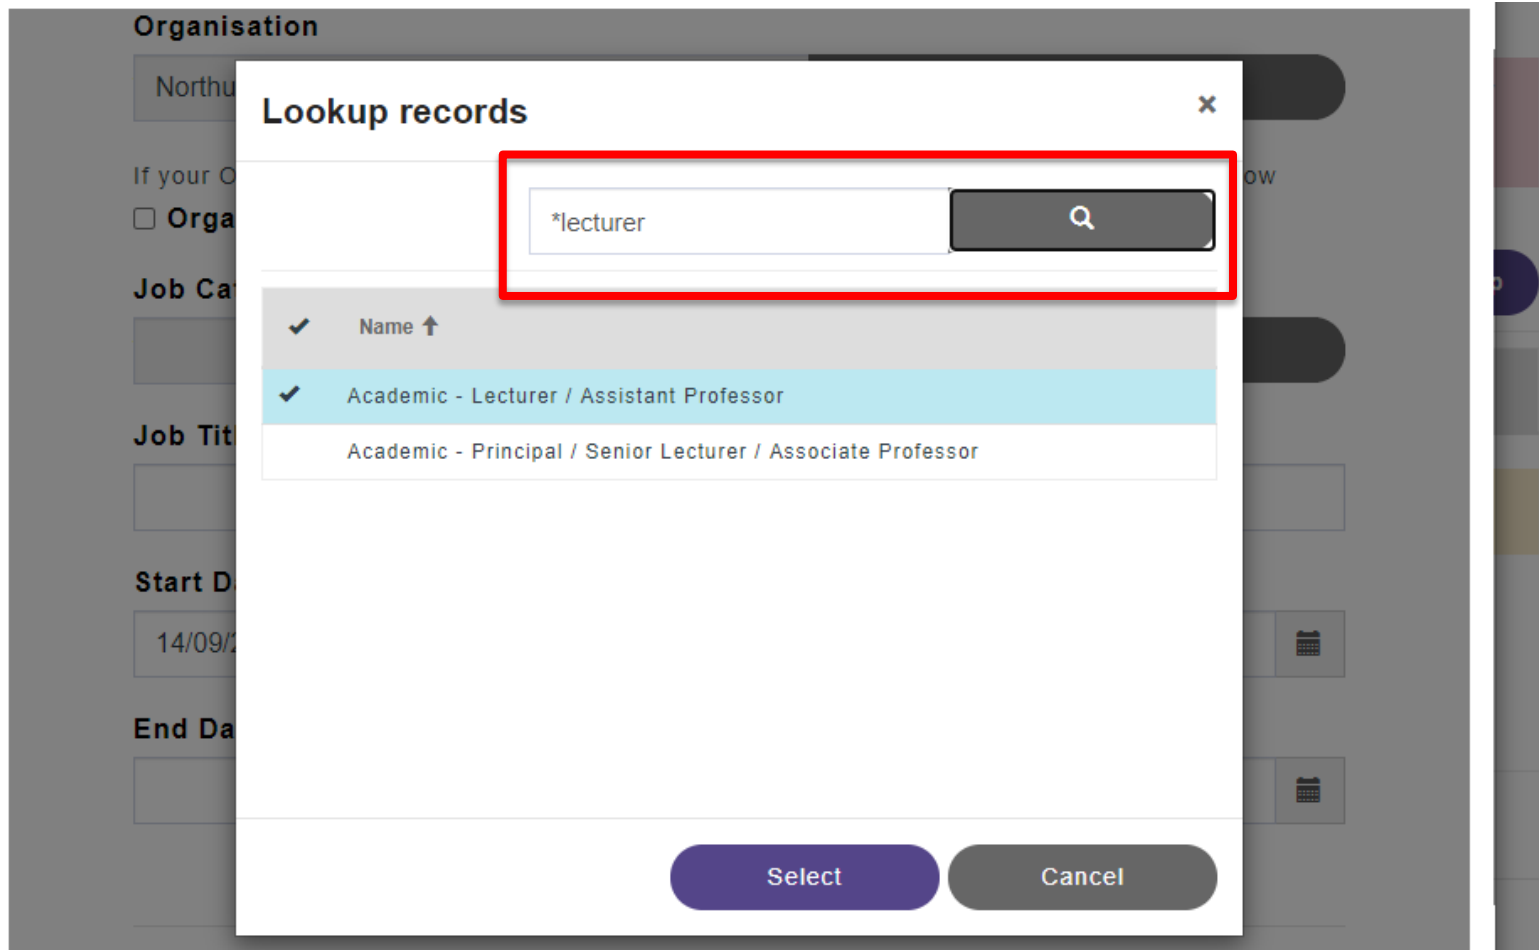 Organisation
Northu
Lookup records
If your O
ow
Orga
*lecturer
Job Ca
Name
Academic - Lecturer / Assistant Professor
Job Tit
Academic - Principal / Senior Lecturer / Associate Professor
Start D
14/09/2
End Da
Select
Cancel